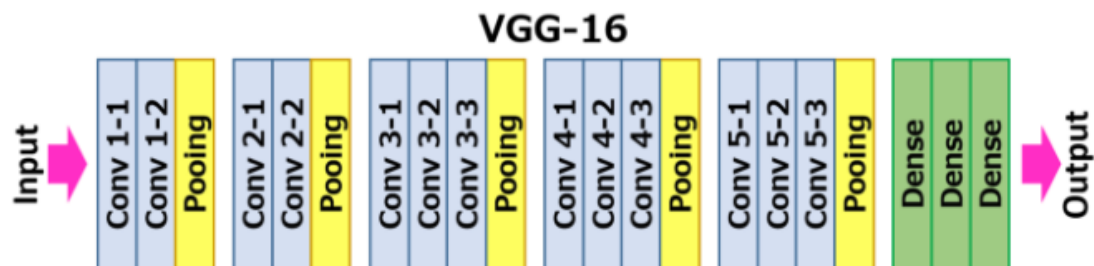 VGG-16
Input
Conv 1-1
Conv 1-2
Pooing
Conv 2-1
Conv 2-2
Pooing
Conv 3-1
Conv 3-2
Conv 3-3
Pooing
Conv 4-1
Conv 4-2
Conv 4-3
Pooing
Conv 5-1
Conv 5-2
Conv 5-3
Pooing
Dense
Dense
Dense
Output